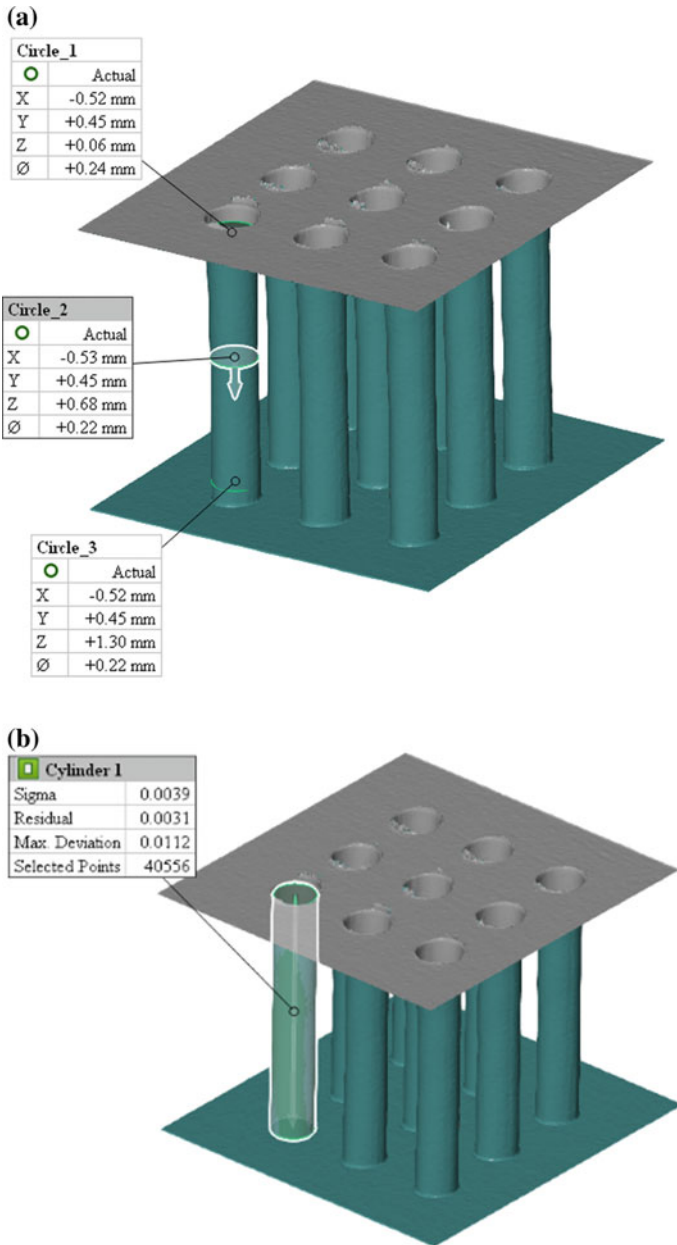 (a)
Circle_1
Actual
X -0.52 mm
Y +0.45 mm
Z +0.06 mm
Ø +0.24 mm
Circle_2
Actual
X -0.53 mm
Y +0.45 mm
Z +0.68 mm
Ø +0.22 mm
Circle_3
Actual
X -0.52 mm
Y +0.45 mm
Z +1.30 mm
Ø +0.22 mm
(b)
Cylinder 1
Sigma 0.0039
Residual 0.0031
Max. Deviation 0.0112
Selected Points 40556